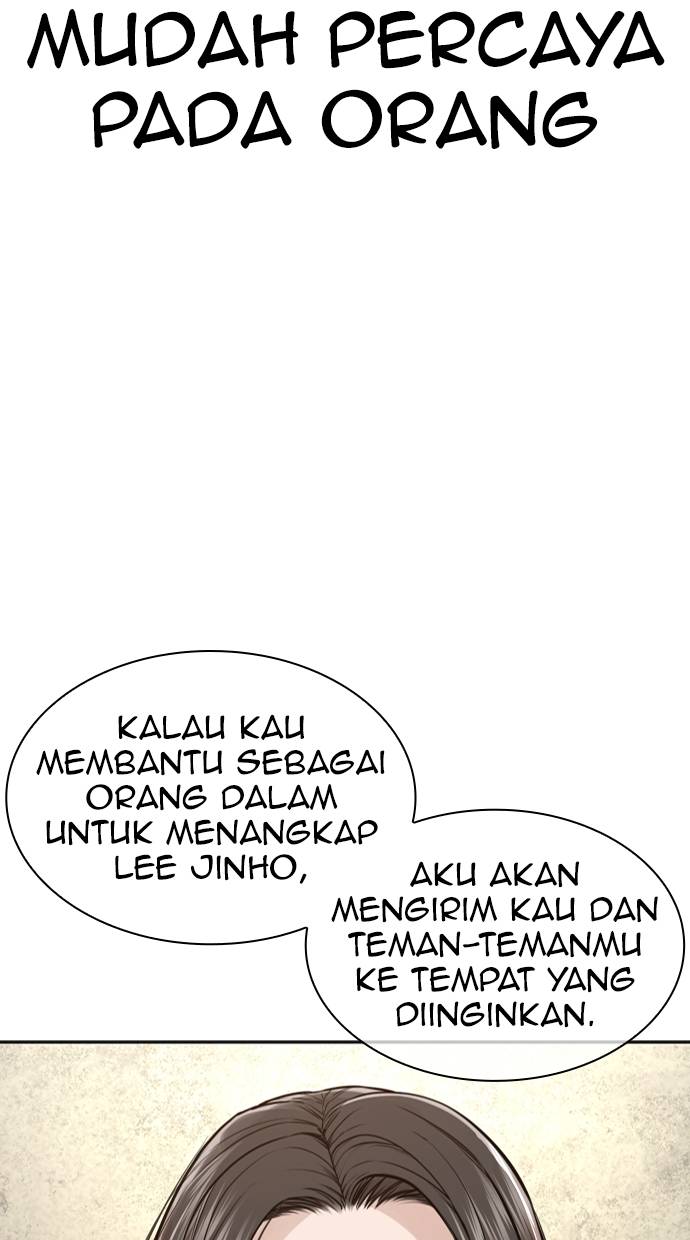 MUDAH PERCAYA
PADA ORANG
KALAU KAU
MEMBANTU SEBAGAI
ORANG DALAM
UNTUK MENANGKAP
LEE JINHO,
AKU AKAN
MENGIRIM KAU DAN
TEMAN-TEMANMU
KE TEMPAT YANG
DIINGINKAN.